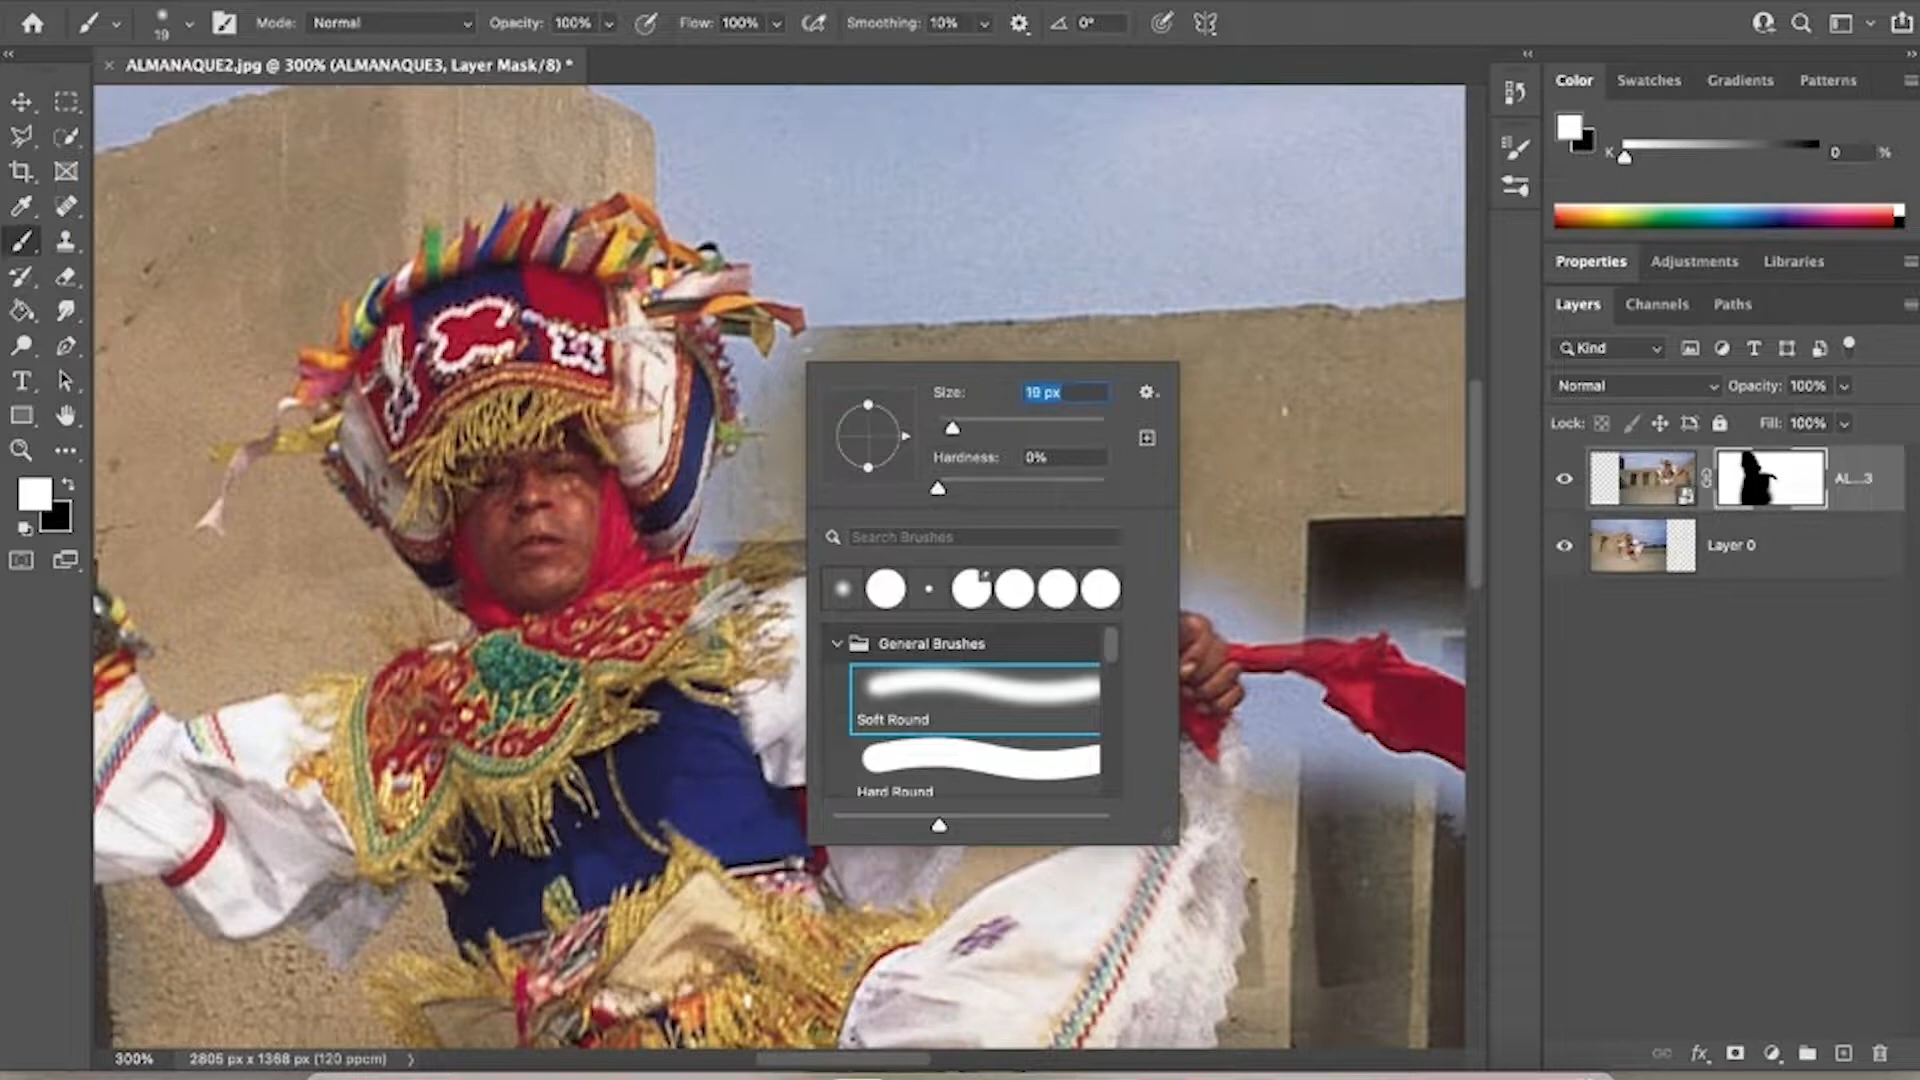 19
Mode: Normal
Opacity: 100%
Flow: 100%
Smoothing: 10%
0°
ALMANAQUE2.jpg @ 300% (ALMANAQUE3, Layer Mask/8) *
Color Swatches Gradients Patterns
K 0 %
Properties Adjustments Libraries
Layers Channels Paths
Kind
Normal Opacity: 100%
Lock: Fill: 100%
AL...3
Layer 0
Size: 19 px
Hardness: 0%
Search Brushes
General Brushes
Soft Round
Hard Round
300% 2805 px x 1368 px (120 ppcm)
fx